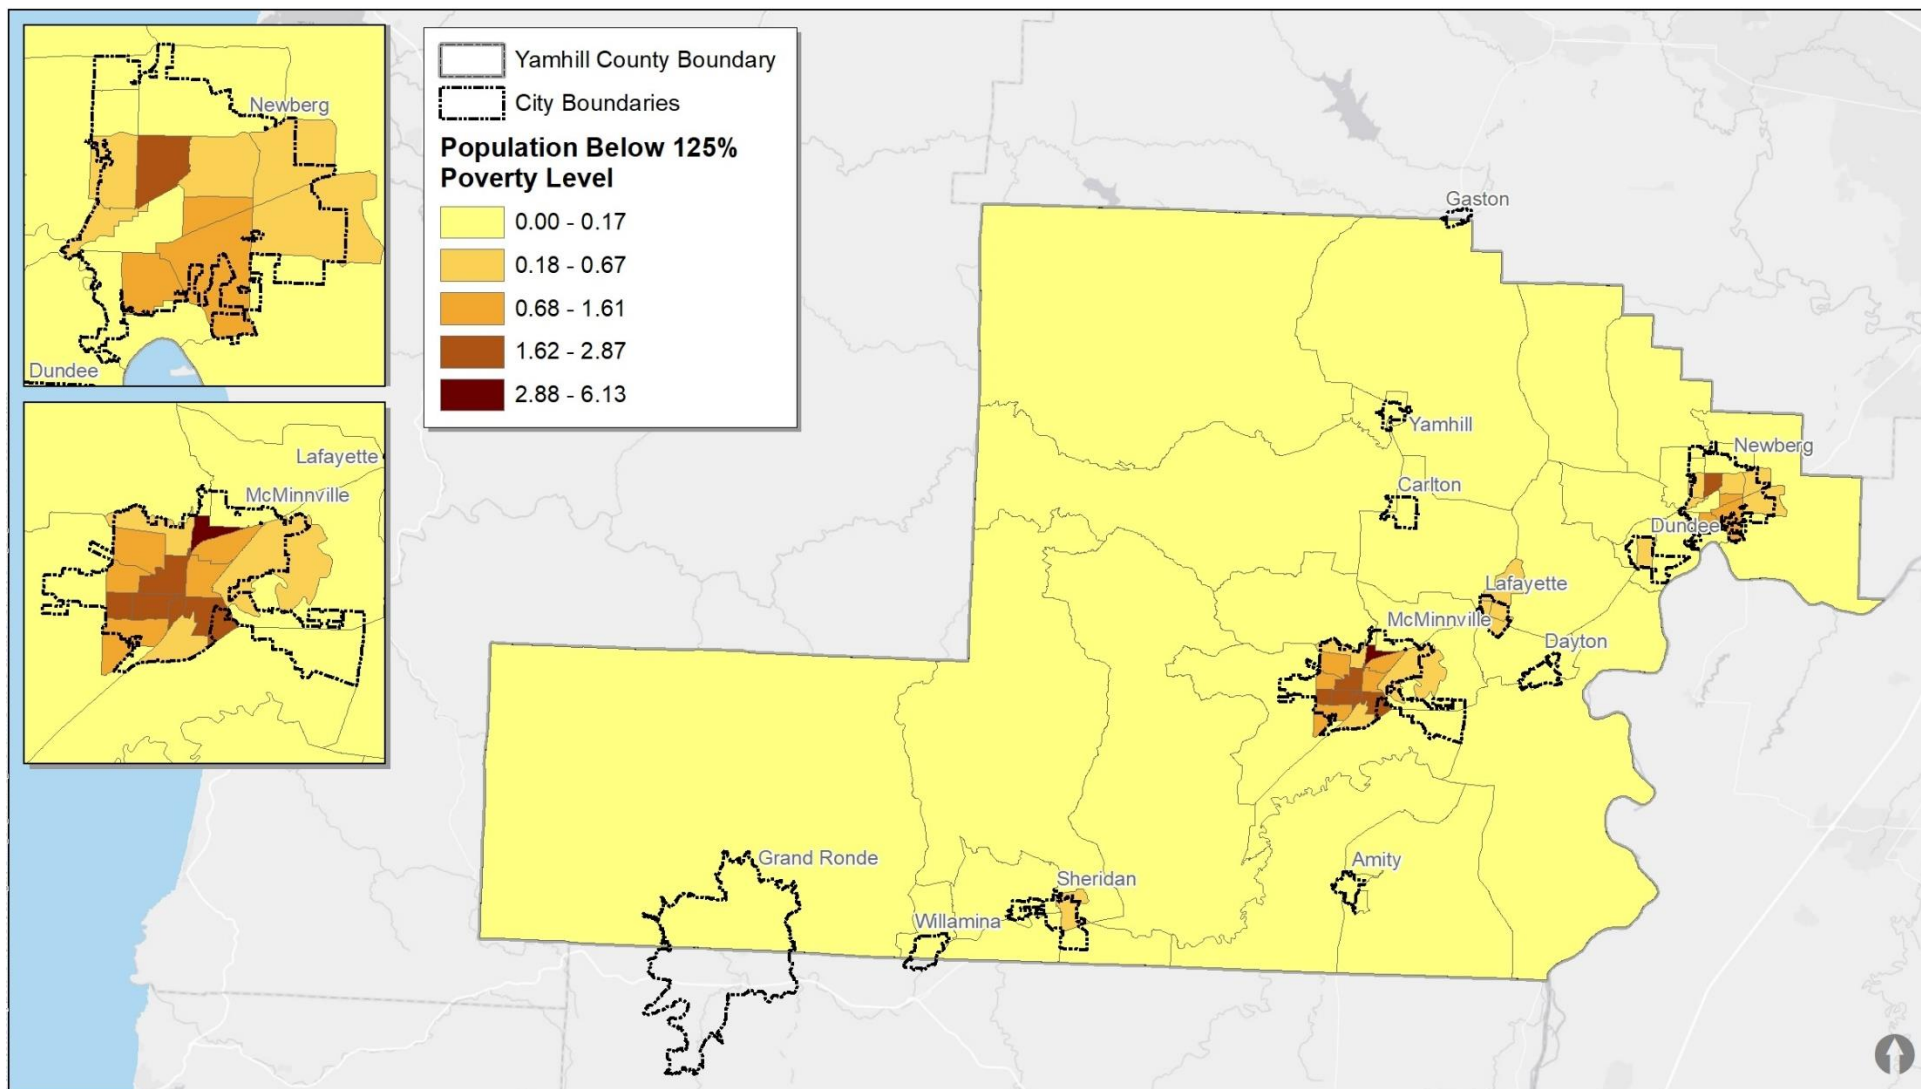 Newberg
Dundee
Lafayette
McMinnville
Yamhill County Boundary
City Boundaries
Population Below 125%
Poverty Level
0.00 - 0.17
0.18 - 0.67
0.68 - 1.61
1.62 - 2.87
2.88 - 6.13
Gaston
Yamhill
Newberg
Carlton
Dundee
Lafayette
McMinnville
Dayton
Grand Ronde
Amity
Sheridan
Willamina